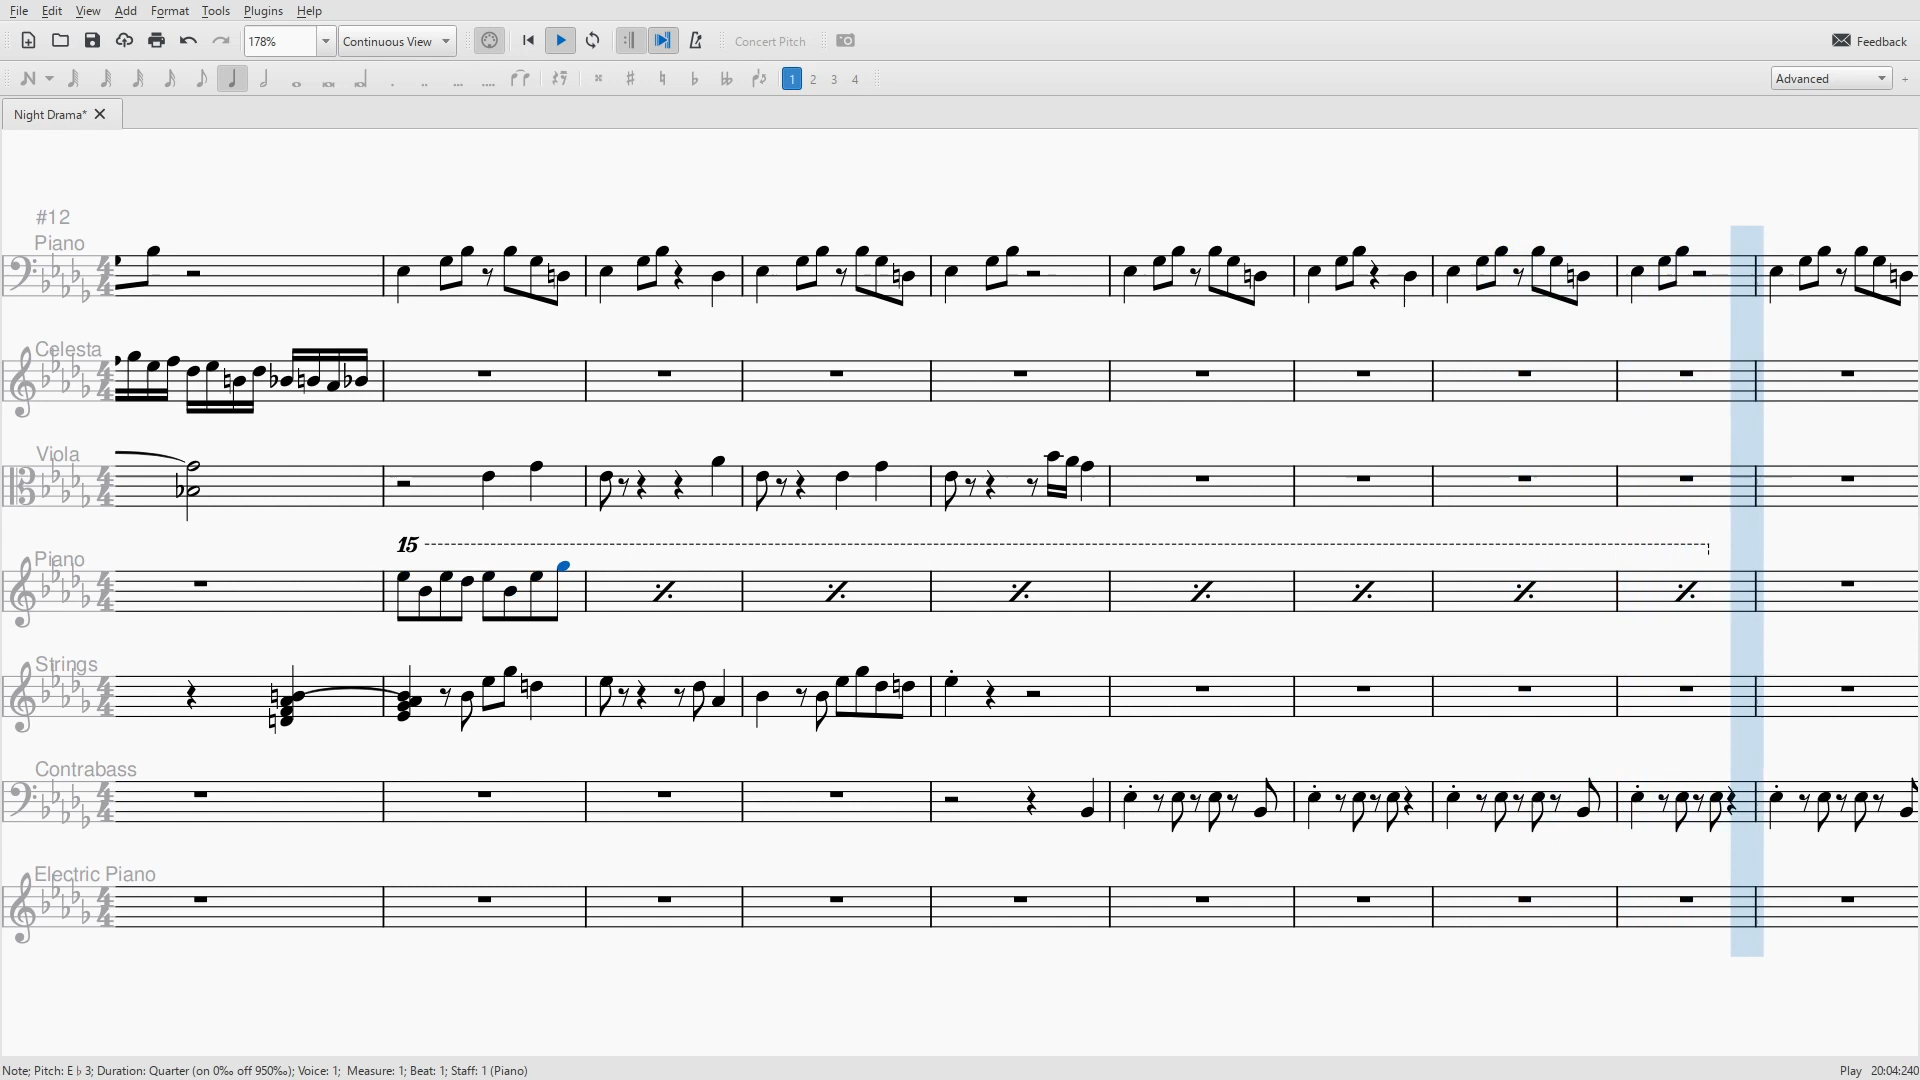 File Edit View Add Format Tools Plugins Help
178% Continuous View Concert Pitch Feedback
1 2 3 4 Advanced +
Night Drama*
#12
Piano
Celesta
Viola
15
Piano
Strings
Contrabass
Electric Piano
Note; Pitch: E♭3; Duration: Quarter (on 0‰ off 950‰); Voice: 1; Measure: 1; Beat: 1; Staff: 1 (Piano) Play 20:04:240